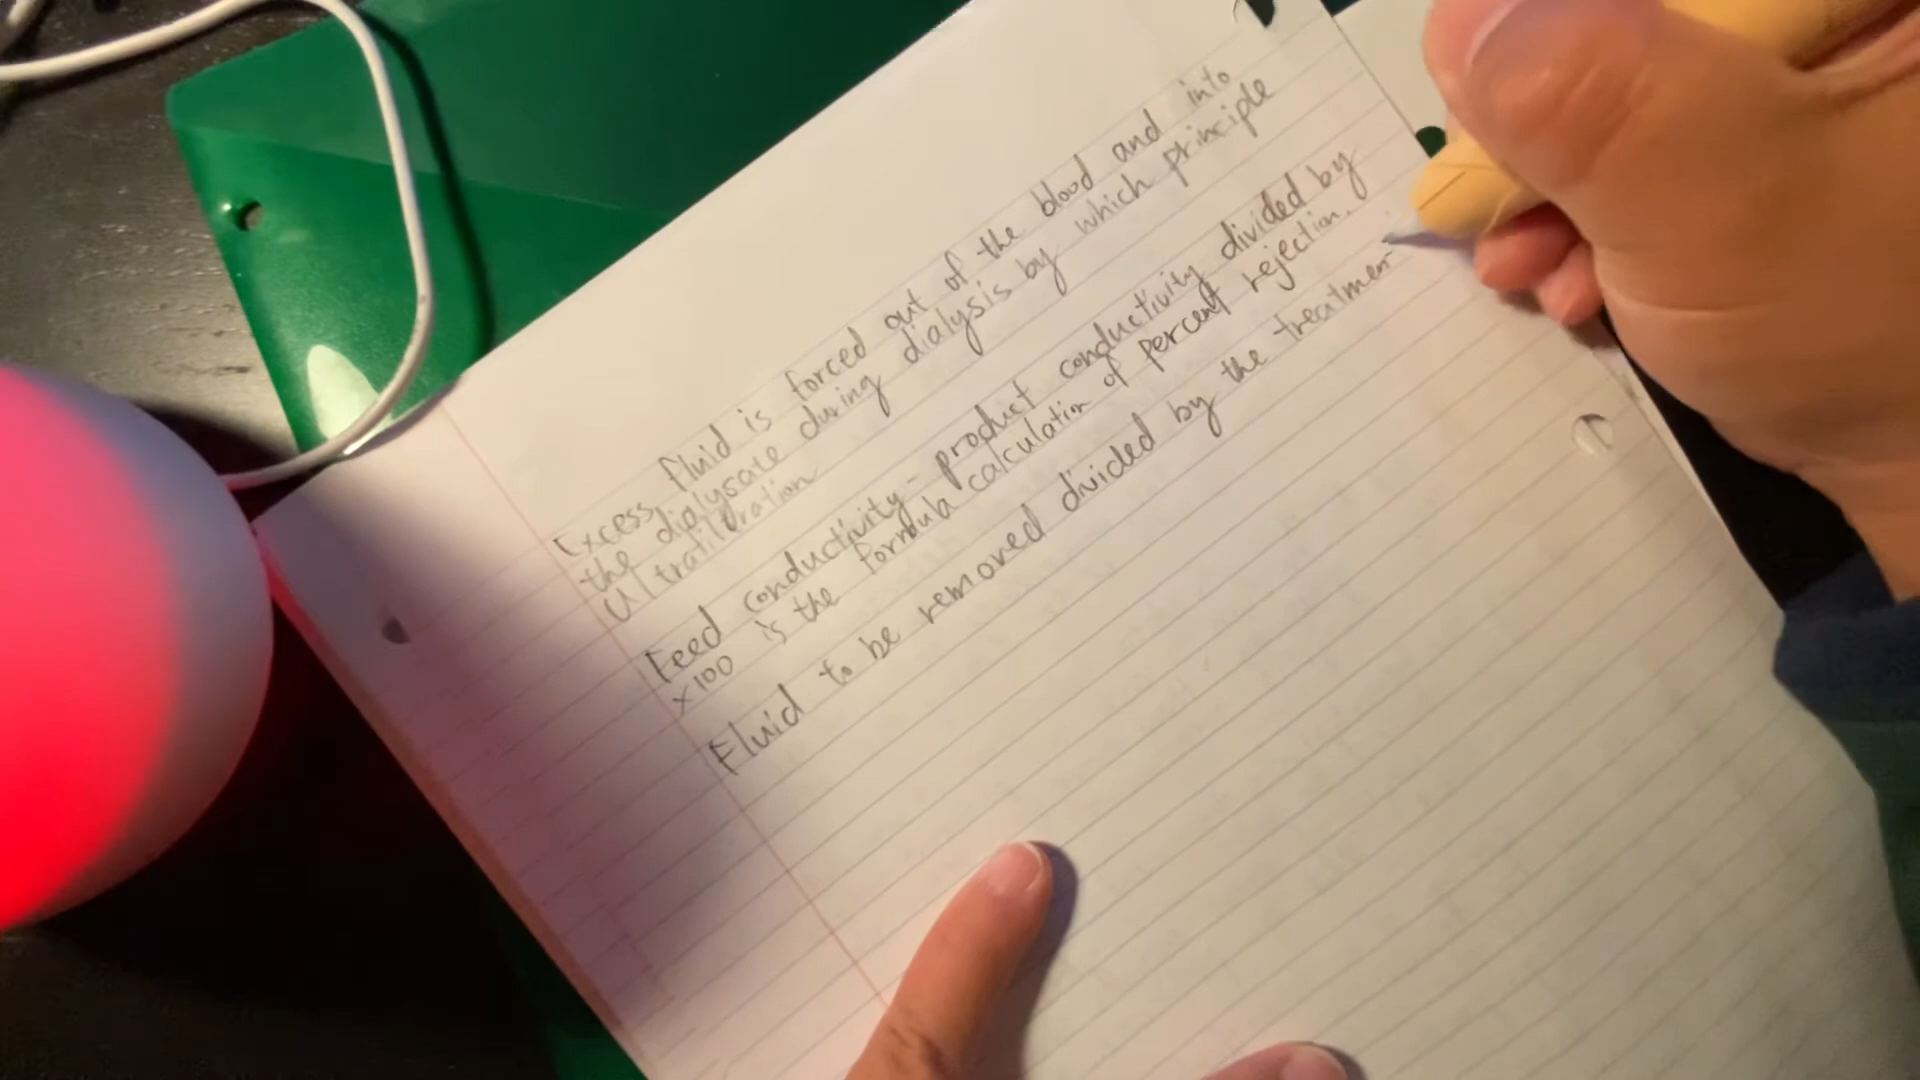 Excess fluid is forced out of the blood and into
the dialysate during dialysis by which principle
Ultrafiltration
Feed conductivity - product conductivity divided by
x100 is the formula calculation of percent rejection.
Fluid to be removed divided by the treatmen